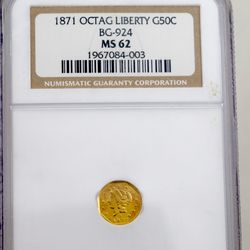 1871 OCTAG LIBERTY G50C
BG-924
MS 62
1967084-003
NUMISMATIC GUARANTY CORPORATION